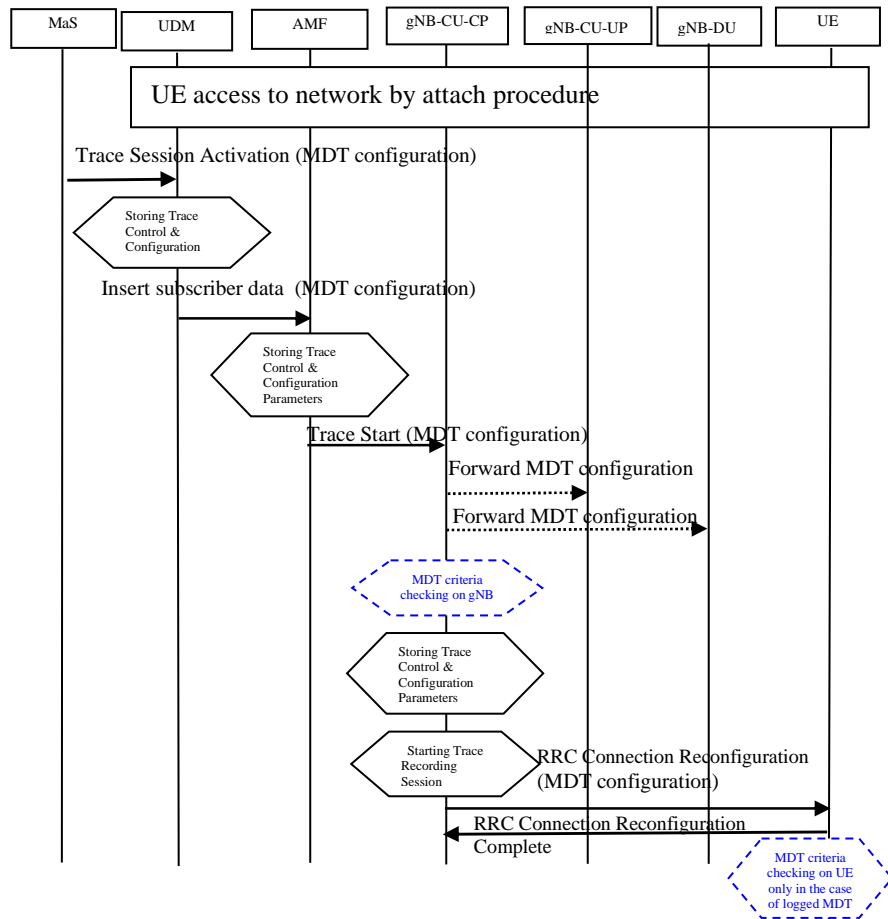 MaS
UDM
AMF
gNB-CU-CP
gNB-CU-UP
gNB-DU
UE
UE access to network by attach procedure
Trace Session Activation (MDT configuration)
Storing Trace
Control &
Configuration
Insert subscriber data (MDT configuration)
Storing Trace
Control &
Configuration
Parameters
Trace Start (MDT configuration)
Forward MDT configuration
Forward MDT configuration
MDT criteria
checking on gNB
Storing Trace
Control &
Configuration
Parameters
Starting Trace
Recording
Session
RRC Connection Reconfiguration
(MDT configuration)
RRC Connection Reconfiguration
Complete
MDT criteria
checking on UE
only in the case
of logged MDT